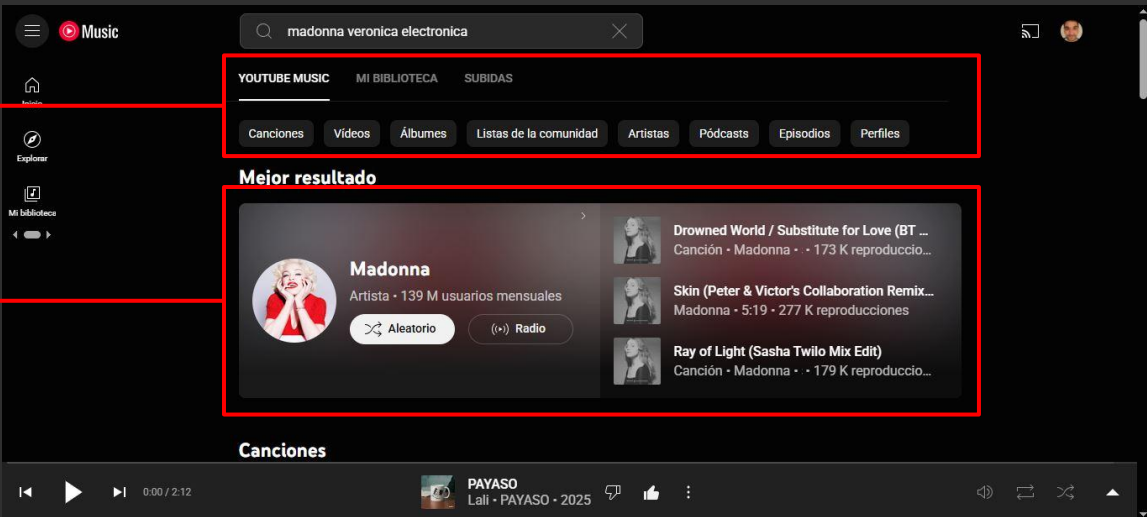 Music
madonna veronica electronica
YOUTUBE MUSIC MI BIBLIOTECA SUBIDAS
Inicio
Canciones Vídeos Álbumes Listas de la comunidad Artistas Pódcasts Episodios Perfiles
Explorar
Mejor resultado
Mi biblioteca
Madonna
Artista • 139 M usuarios mensuales
Aleatorio Radio
Drowned World / Substitute for Love (BT ...
Canción • Madonna • • 173 K reproduccio...
Skin (Peter & Victor's Collaboration Remix...
Madonna • 5:19 • 277 K reproducciones
Ray of Light (Sasha Twilo Mix Edit)
Canción • Madonna • • 179 K reproduccio...
Canciones
0:00 / 2:12
PAYASO
Lali • PAYASO • 2025